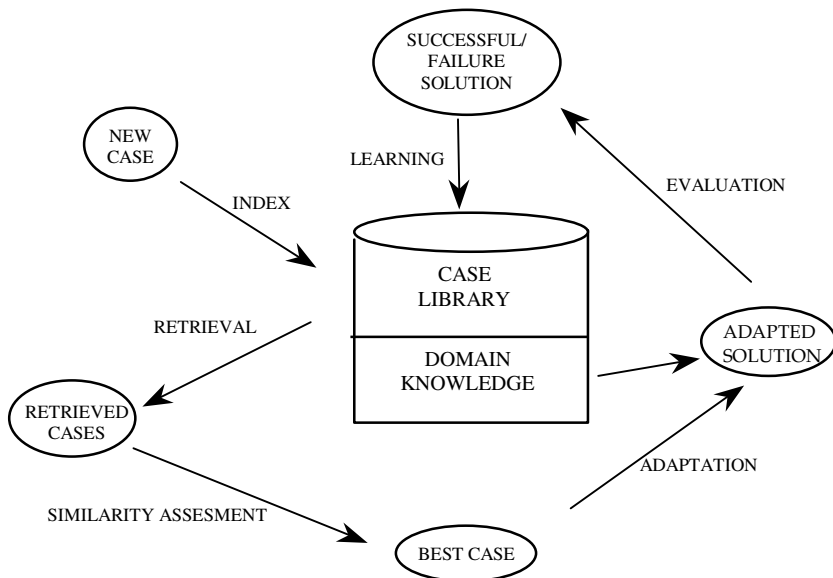 SUCCESSFUL/
FAILURE
SOLUTION
NEW
CASE
LEARNING
EVALUATION
INDEX
CASE
LIBRARY
RETRIEVAL
ADAPTED
SOLUTION
DOMAIN
KNOWLEDGE
RETRIEVED
CASES
ADAPTATION
SIMILARITY ASSESMENT
BEST CASE